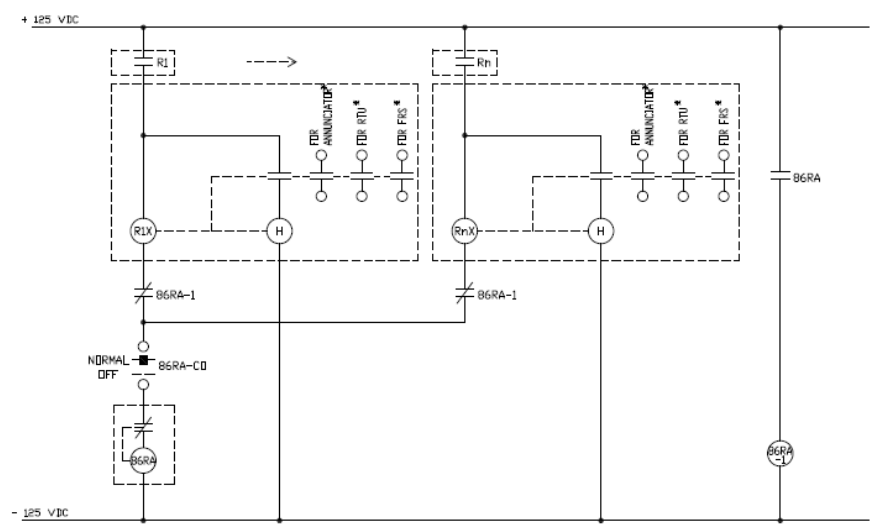 + 125 VDC
R1
Rn
FOR ANNUNCIATOR*
FOR RTU*
FOR FRS*
FOR ANNUNCIATOR*
FOR RTU*
FOR FRS*
86RA
R1X
H
RnX
H
86RA-1
86RA-1
NORMAL
OFF
86RA-CO
86RA
86RA
-1
- 125 VDC